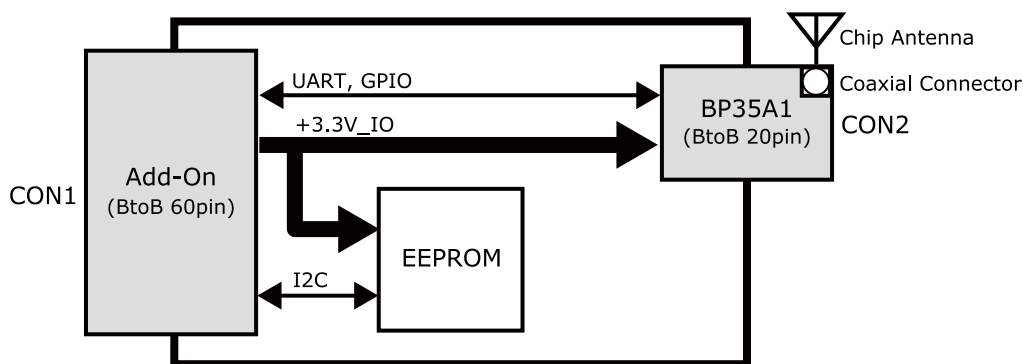 Chip Antenna
UART, GPIO
Coaxial Connector
BP35A1
+3.3V_IO
CON2
(BtoB 20pin)
Add-On
CON1
(BtoB 60pin)
EEPROM
I2C